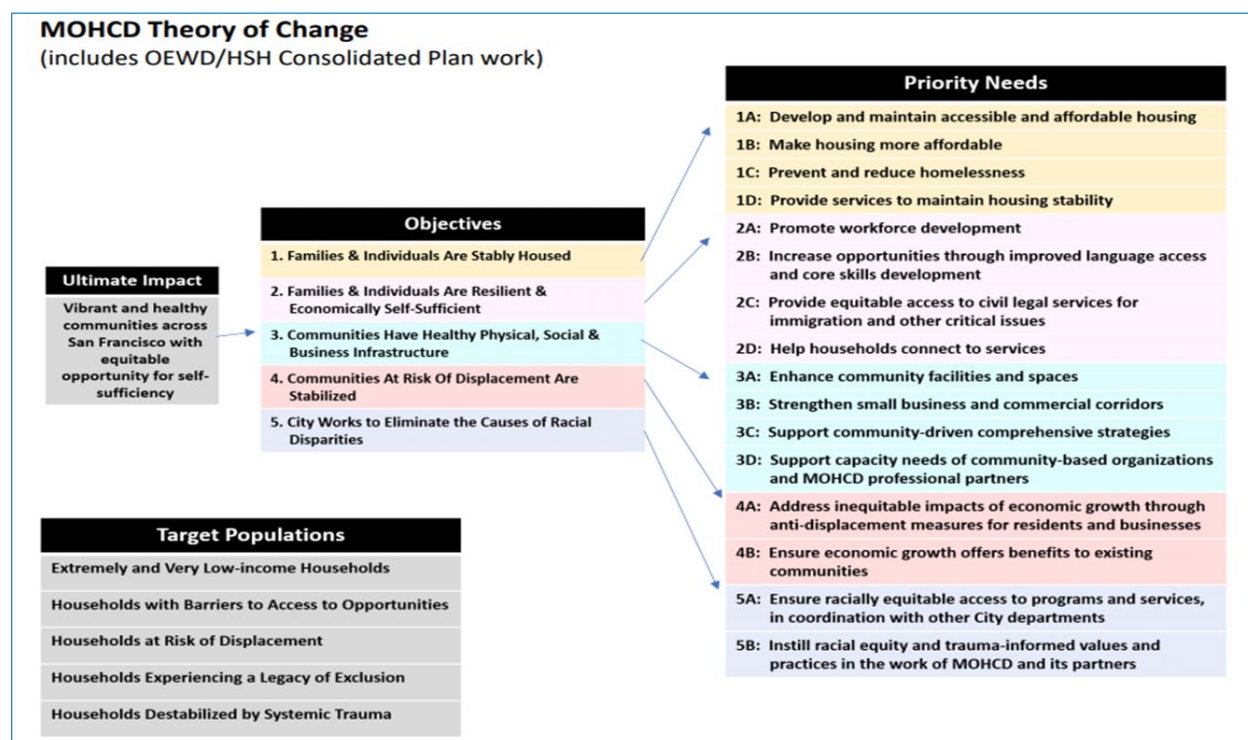 MOHCD Theory of Change
(includes OEWD/HSH Consolidated Plan work)
Ultimate Impact
Vibrant and healthy
communities across
San Francisco with
equitable
opportunity for self-
sufficiency
Objectives
1. Families & Individuals Are Stably Housed
2. Families & Individuals Are Resilient &
Economically Self-Sufficient
3. Communities Have Healthy Physical, Social &
Business Infrastructure
4. Communities At Risk Of Displacement Are
Stabilized
5. City Works to Eliminate the Causes of Racial
Disparities
Priority Needs
1A: Develop and maintain accessible and affordable housing
1B: Make housing more affordable
1C: Prevent and reduce homelessness
1D: Provide services to maintain housing stability
2A: Promote workforce development
2B: Increase opportunities through improved language access
and core skills development
2C: Provide equitable access to civil legal services for
immigration and other critical issues
2D: Help households connect to services
3A: Enhance community facilities and spaces
3B: Strengthen small business and commercial corridors
3C: Support community-driven comprehensive strategies
3D: Support capacity needs of community-based organizations
and MOHCD professional partners
4A: Address inequitable impacts of economic growth through
anti-displacement measures for residents and businesses
4B: Ensure economic growth offers benefits to existing
communities
5A: Ensure racially equitable access to programs and services,
in coordination with other City departments
5B: Instill racial equity and trauma-informed values and
practices in the work of MOHCD and its partners
Target Populations
Extremely and Very Low-income Households
Households with Barriers to Access to Opportunities
Households at Risk of Displacement
Households Experiencing a Legacy of Exclusion
Households Destabilized by Systemic Trauma